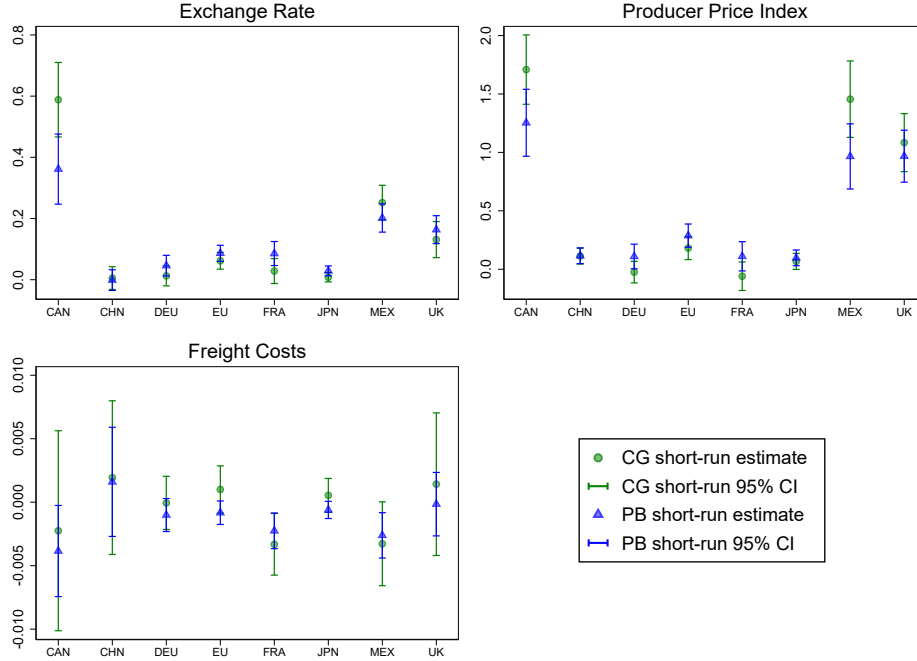 Exchange Rate
0.8
0.6
0.4
0.2
0.0
CAN CHN DEU EU FRA JPN MEX UK
Producer Price Index
2.0
1.5
1.0
0.5
0.0
CAN CHN DEU EU FRA JPN MEX UK
Freight Costs
0.010
0.005
0.000
-0.005
-0.010
CAN CHN DEU EU FRA JPN MEX UK
CG short-run estimate
CG short-run 95% CI
PB short-run estimate
PB short-run 95% CI